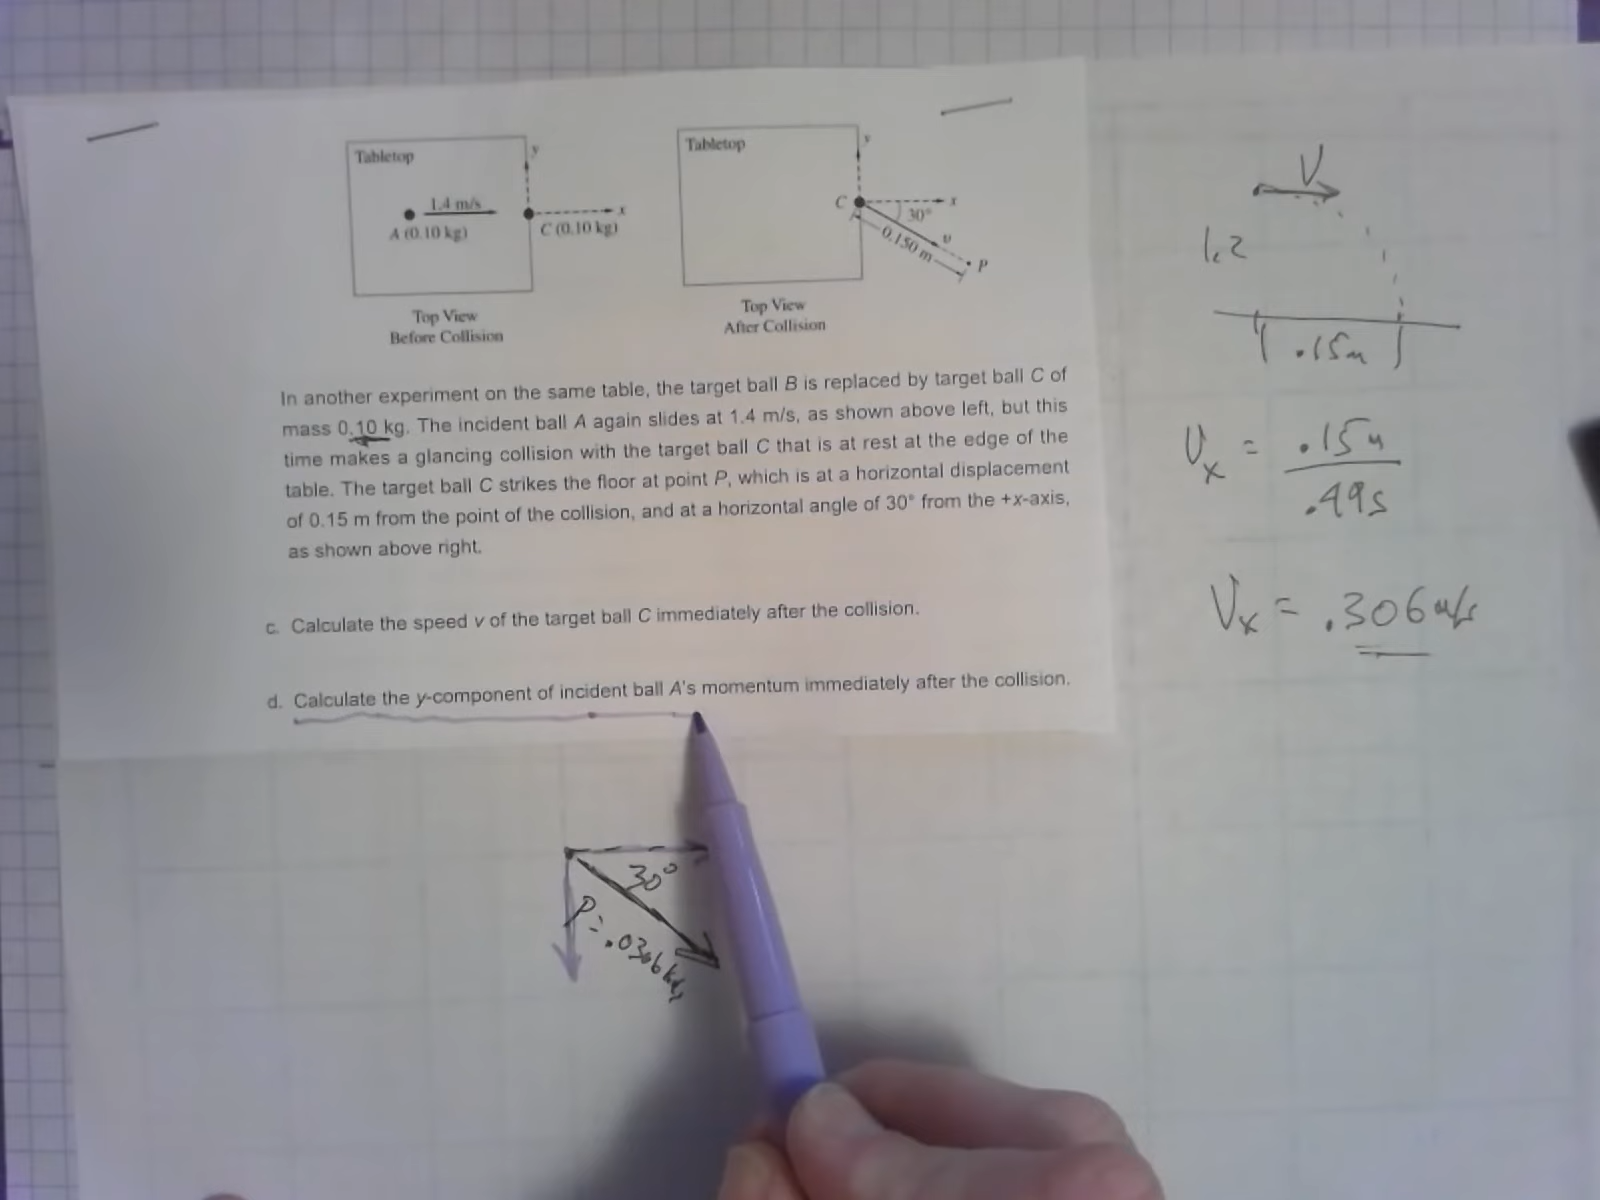 Tabletop
y
1.4 m/s
x
A (0.10 kg)
C (0.10 kg)
Top View
Before Collision
Tabletop
y
C
x
30°
0.150 m
υ
P
Top View
After Collision
In another experiment on the same table, the target ball B is replaced by target ball C of
mass 0.10 kg. The incident ball A again slides at 1.4 m/s, as shown above left, but this
time makes a glancing collision with the target ball C that is at rest at the edge of the
table. The target ball C strikes the floor at point P, which is at a horizontal displacement
of 0.15 m from the point of the collision, and at a horizontal angle of 30° from the +x-axis,
as shown above right.
c. Calculate the speed v of the target ball C immediately after the collision.
d. Calculate the y-component of incident ball A's momentum immediately after the collision.
V
1.2
.15m
Vx = .15m
.49s
Vx = .306 m/s
30°
P = .0306